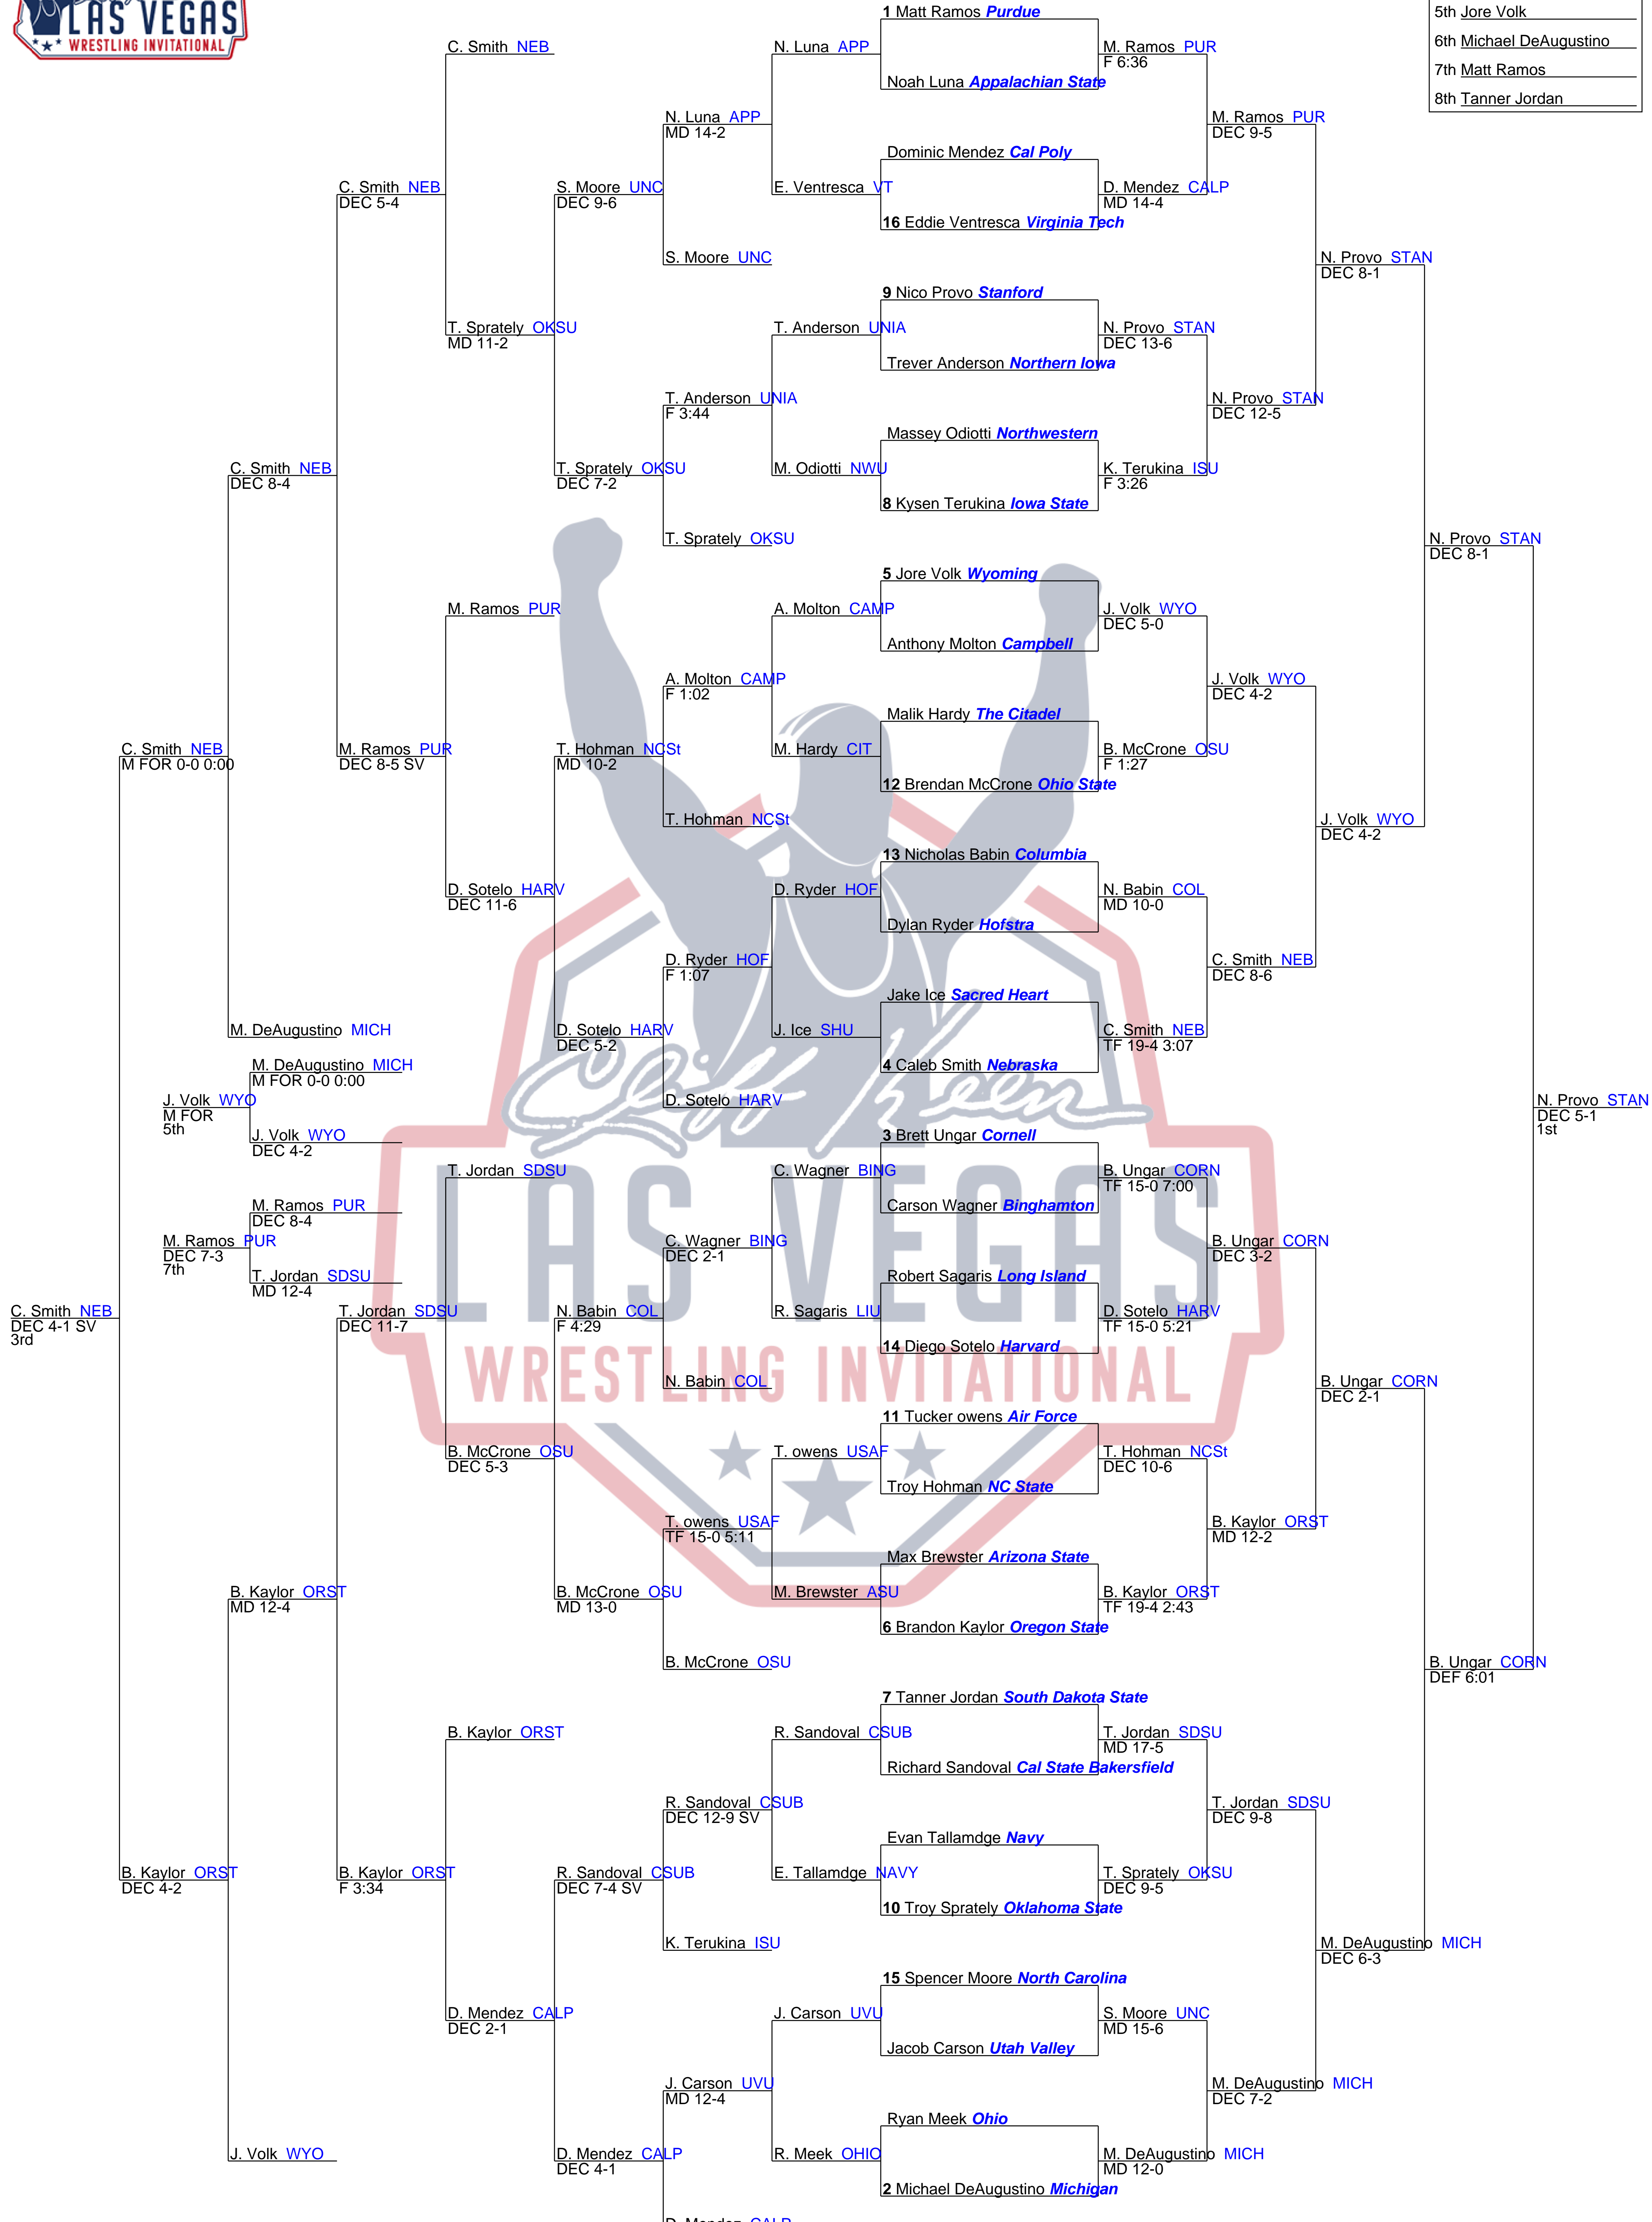 LAS VEGAS
WRESTLING INVITATIONAL
5th Jore Volk
6th Michael DeAugustino
7th Matt Ramos
8th Tanner Jordan
1 Matt Ramos Purdue
Noah Luna Appalachian State
Dominic Mendez Cal Poly
16 Eddie Ventresca Virginia Tech
9 Nico Provo Stanford
Trever Anderson Northern Iowa
Massey Odiotti Northwestern
8 Kysen Terukina Iowa State
5 Jore Volk Wyoming
Anthony Molton Campbell
Malik Hardy The Citadel
12 Brendan McCrone Ohio State
13 Nicholas Babin Columbia
Dylan Ryder Hofstra
Jake Ice Sacred Heart
4 Caleb Smith Nebraska
3 Brett Ungar Cornell
Carson Wagner Binghamton
Robert Sagaris Long Island
14 Diego Sotelo Harvard
11 Tucker owens Air Force
Troy Hohman NC State
Max Brewster Arizona State
6 Brandon Kaylor Oregon State
7 Tanner Jordan South Dakota State
Richard Sandoval Cal State Bakersfield
Evan Tallamdge Navy
10 Troy Sprately Oklahoma State
15 Spencer Moore North Carolina
Jacob Carson Utah Valley
Ryan Meek Ohio
2 Michael DeAugustino Michigan
M. Ramos PUR
F 6:36
D. Mendez CALP
MD 14-4
N. Provo STAN
DEC 13-6
K. Terukina ISU
F 3:26
J. Volk WYO
DEC 5-0
B. McCrone OSU
F 1:27
N. Babin COL
MD 10-0
C. Smith NEB
TF 19-4 3:07
B. Ungar CORN
TF 15-0 7:00
D. Sotelo HARV
TF 15-0 5:21
T. Hohman NCSt
DEC 10-6
B. Kaylor ORST
TF 19-4 2:43
T. Jordan SDSU
MD 17-5
T. Sprately OKSU
DEC 9-5
S. Moore UNC
MD 15-6
M. DeAugustino MICH
MD 12-0
M. Ramos PUR
DEC 9-5
N. Provo STAN
DEC 12-5
J. Volk WYO
DEC 4-2
C. Smith NEB
DEC 8-6
B. Ungar CORN
DEC 3-2
B. Kaylor ORST
MD 12-2
T. Jordan SDSU
DEC 9-8
M. DeAugustino MICH
DEC 7-2
N. Provo STAN
DEC 8-1
J. Volk WYO
DEC 4-2
B. Ungar CORN
DEC 2-1
M. DeAugustino MICH
DEC 6-3
N. Provo STAN
DEC 8-1
B. Ungar CORN
DEF 6:01
N. Provo STAN
DEC 5-1
1st
N. Luna APP
E. Ventresca VT
T. Anderson UNIA
M. Odiotti NWU
A. Molton CAMP
M. Hardy CIT
D. Ryder HOF
J. Ice SHU
C. Wagner BING
R. Sagaris LIU
T. owens USAF
M. Brewster ASU
R. Sandoval CSUB
E. Tallamdge NAVY
J. Carson UVU
R. Meek OHIO
N. Luna APP
MD 14-2
S. Moore UNC
T. Anderson UNIA
F 3:44
T. Sprately OKSU
A. Molton CAMP
F 1:02
T. Hohman NCSt
D. Ryder HOF
F 1:07
D. Sotelo HARV
C. Wagner BING
DEC 2-1
N. Babin COL
T. owens USAF
TF 15-0 5:11
B. McCrone OSU
R. Sandoval CSUB
DEC 12-9 SV
K. Terukina ISU
J. Carson UVU
MD 12-4
D. Mendez CALP
S. Moore UNC
DEC 9-6
T. Sprately OKSU
DEC 7-2
T. Hohman NCSt
MD 10-2
D. Sotelo HARV
DEC 5-2
N. Babin COL
F 4:29
B. McCrone OSU
MD 13-0
R. Sandoval CSUB
DEC 7-4 SV
D. Mendez CALP
DEC 4-1
C. Smith NEB
T. Sprately OKSU
MD 11-2
M. Ramos PUR
D. Sotelo HARV
DEC 11-6
T. Jordan SDSU
B. McCrone OSU
DEC 5-3
B. Kaylor ORST
D. Mendez CALP
DEC 2-1
C. Smith NEB
DEC 5-4
M. Ramos PUR
DEC 8-5 SV
T. Jordan SDSU
DEC 11-7
B. Kaylor ORST
F 3:34
C. Smith NEB
DEC 8-4
M. DeAugustino MICH
B. Kaylor ORST
MD 12-4
J. Volk WYO
C. Smith NEB
M FOR 0-0 0:00
B. Kaylor ORST
DEC 4-2
C. Smith NEB
DEC 4-1 SV
3rd
M. DeAugustino MICH
M FOR 0-0 0:00
J. Volk WYO
DEC 4-2
J. Volk WYO
M FOR
5th
M. Ramos PUR
DEC 8-4
T. Jordan SDSU
MD 12-4
M. Ramos PUR
DEC 7-3
7th
Cliff Keen
LAS VEGAS
WRESTLING INVITATIONAL